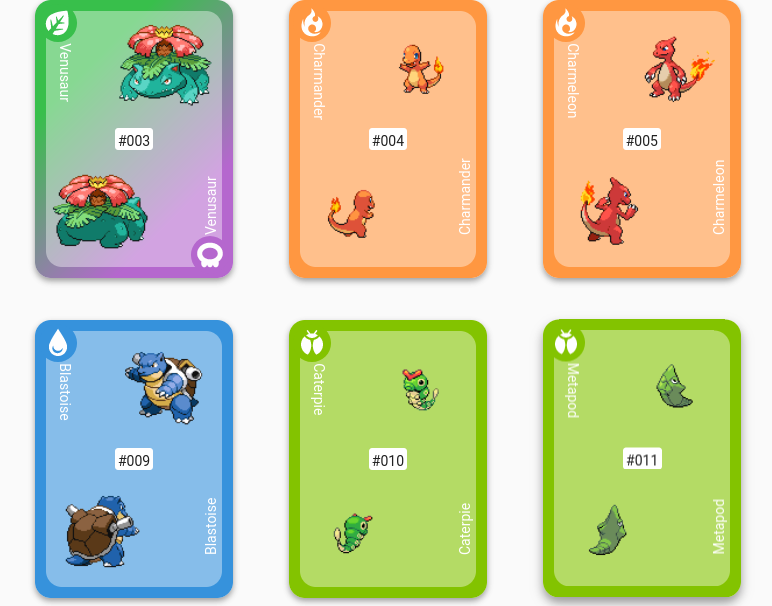 Venusaur
#003
Venusaur
Charmander
#004
Charmander
Charmeleon
#005
Charmeleon
Blastoise
#009
Blastoise
Caterpie
#010
Caterpie
Metapod
#011
Metapod